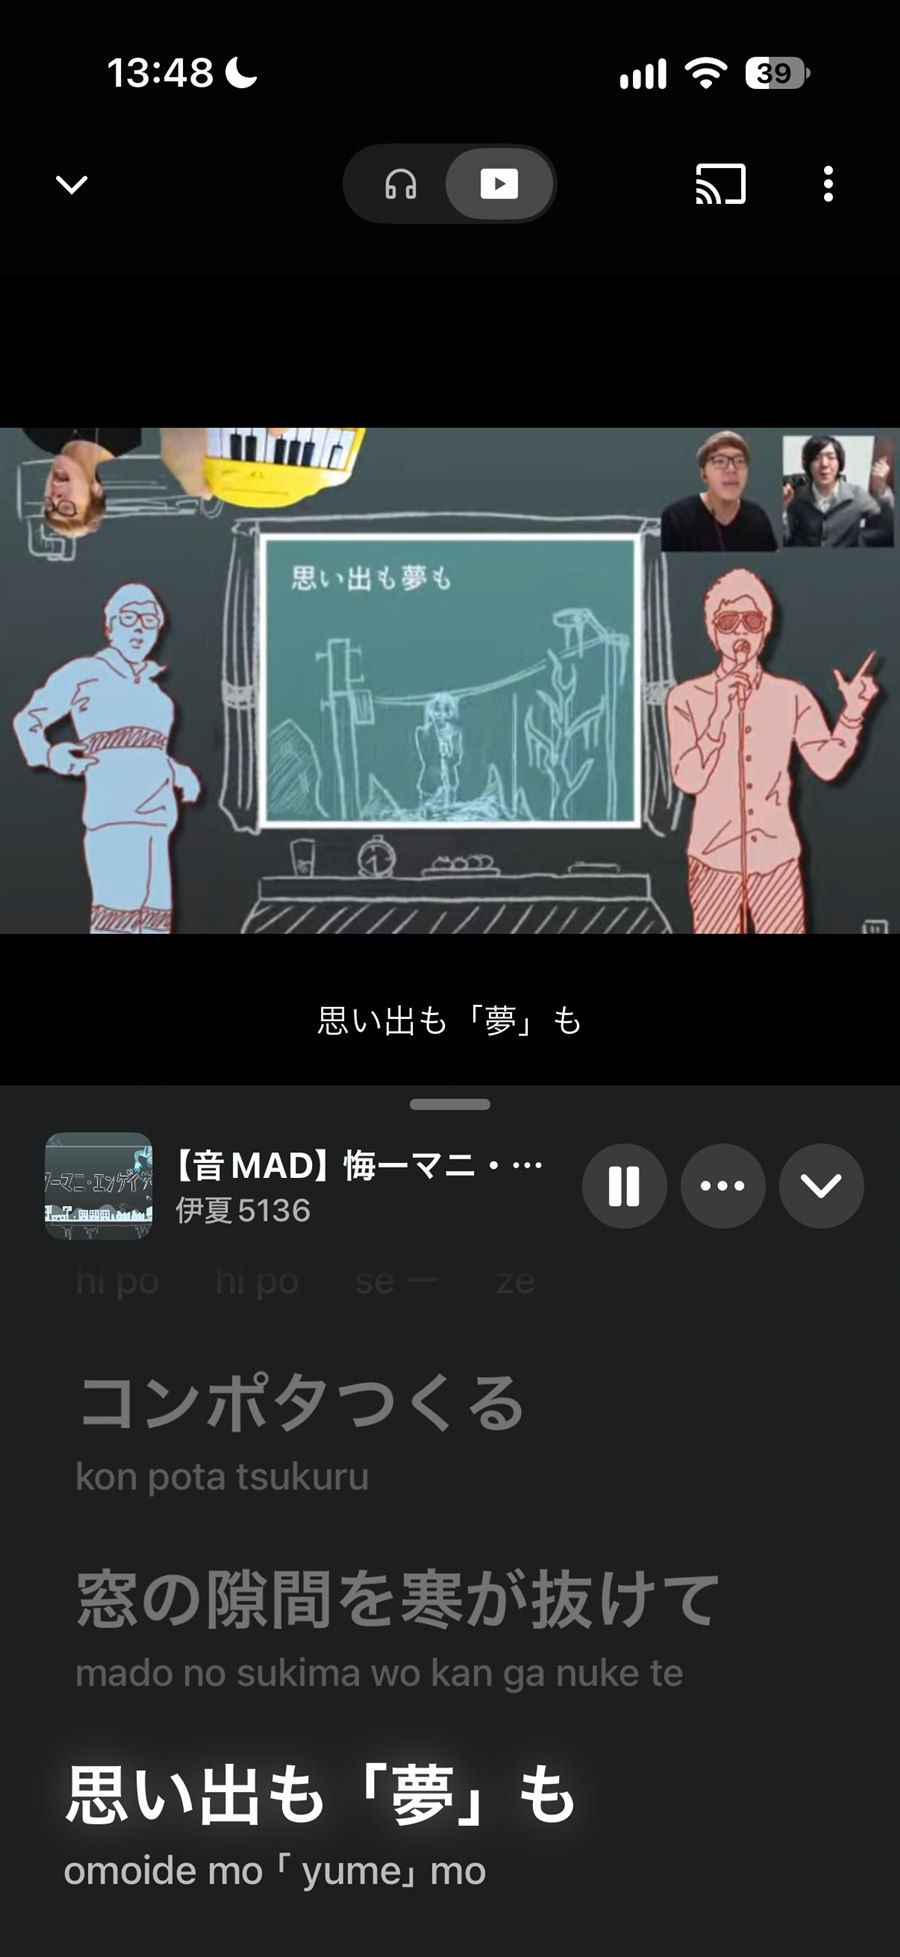 13:48
39
思い出も夢も
思い出も「夢」も
【音MAD】悔ーマニ・…
伊夏5136
hi po hi po se ー ze
コンポタつくる
kon pota tsukuru
窓の隙間を寒が抜けて
mado no sukima wo kan ga nuke te
思い出も「夢」も
omoide mo「 yume」mo